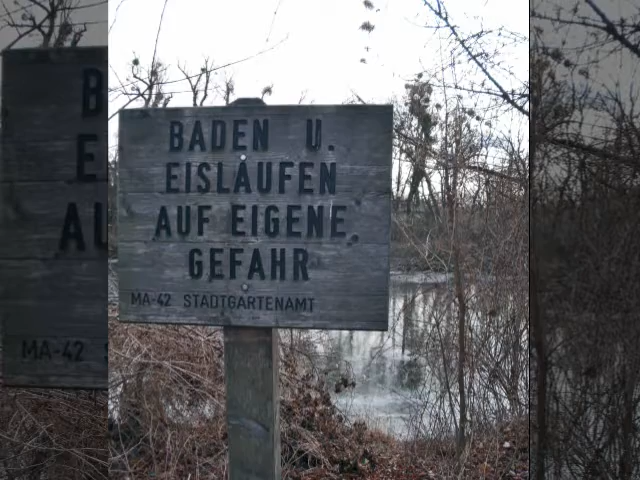 BADEN U.
EISLAUFEN
AUF EIGENE
GEFAHR
MA-42 STADTGARTENAMT